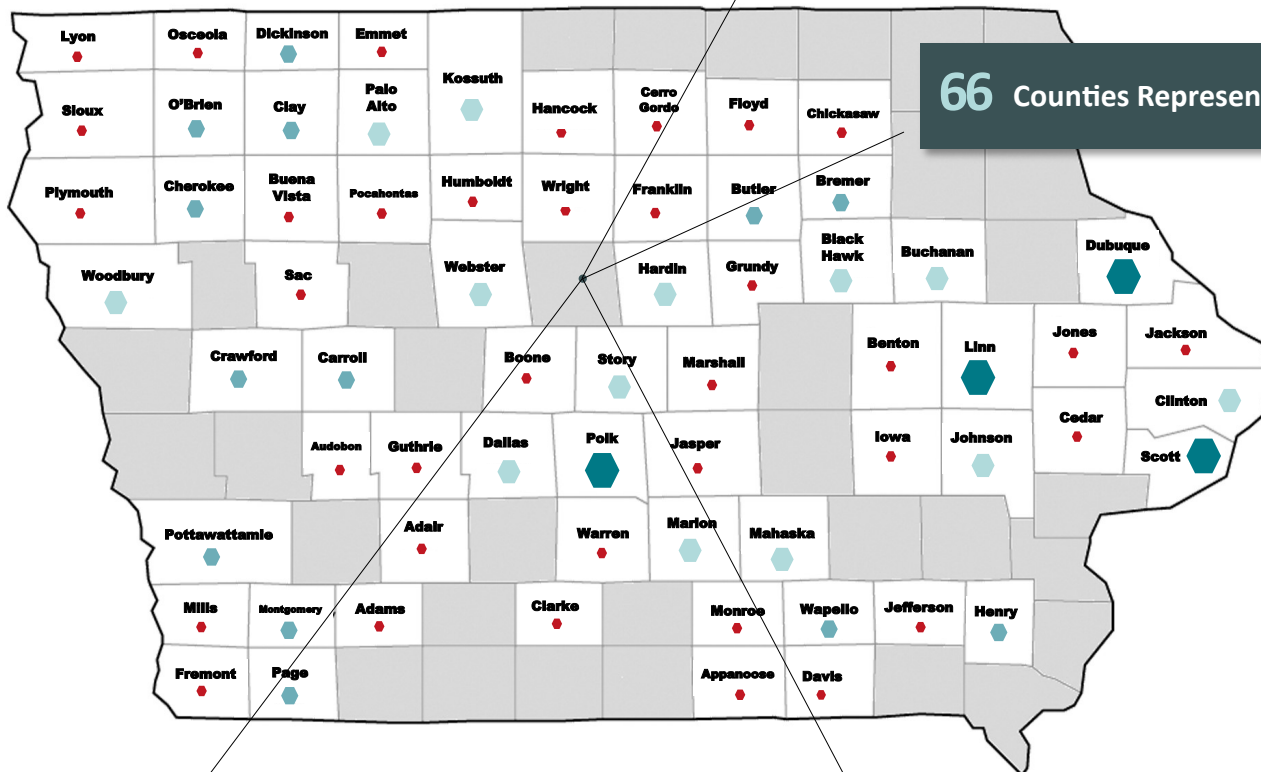 Lyon
Osceola
Dickinson
Emmet
Kossuth
66 Counties Represen
Sioux
O'Brien
Clay
Palo
Alto
Hancock
Cerro
Gordo
Floyd
Chickasaw
Plymouth
Cherokee
Buena
Vista
Pocahontas
Humboldt
Wright
Franklin
Butler
Bremer
Woodbury
Sac
Webster
Hardin
Grundy
Black
Hawk
Buchanan
Dubuque
Crawford
Carroll
Boone
Story
Marshall
Benton
Linn
Jones
Jackson
Clinton
Audobon
Guthrie
Dallas
Polk
Jasper
Iowa
Johnson
Cedar
Scott
Pottawattamie
Adair
Warren
Marion
Mahaska
Mills
Montgomery
Adams
Clarke
Monroe
Wapello
Jefferson
Henry
Fremont
Page
Appanoose
Davis